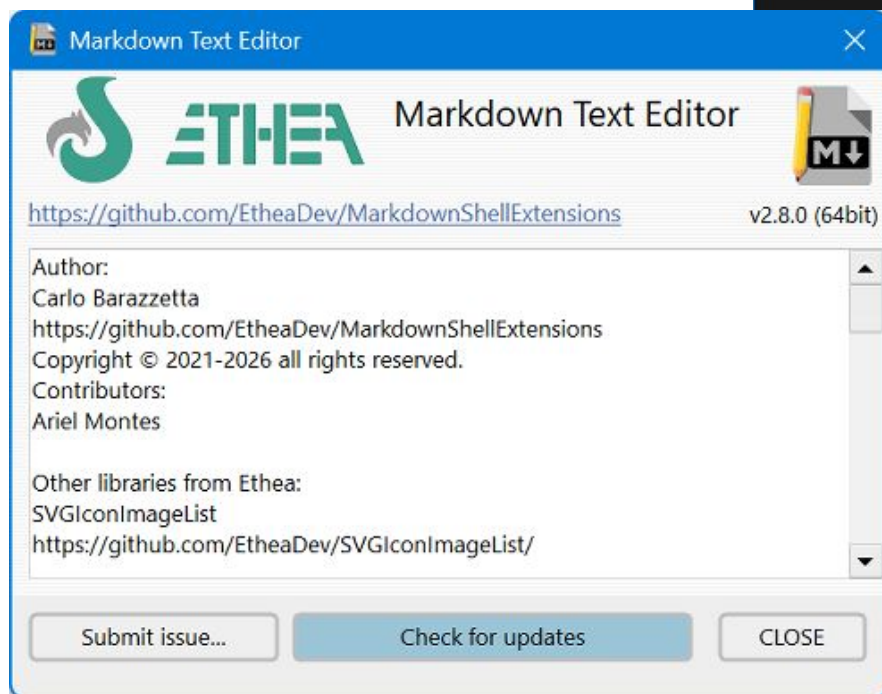 Markdown Text Editor
ETHEA
Markdown Text Editor
M
https://github.com/EtheaDev/MarkdownShellExtensions
v2.8.0 (64bit)
Author:
Carlo Barazzetta
https://github.com/EtheaDev/MarkdownShellExtensions
Copyright © 2021-2026 all rights reserved.
Contributors:
Ariel Montes
Other libraries from Ethea:
SVGIconImageList
https://github.com/EtheaDev/SVGIconImageList/
Submit issue...
Check for updates
CLOSE